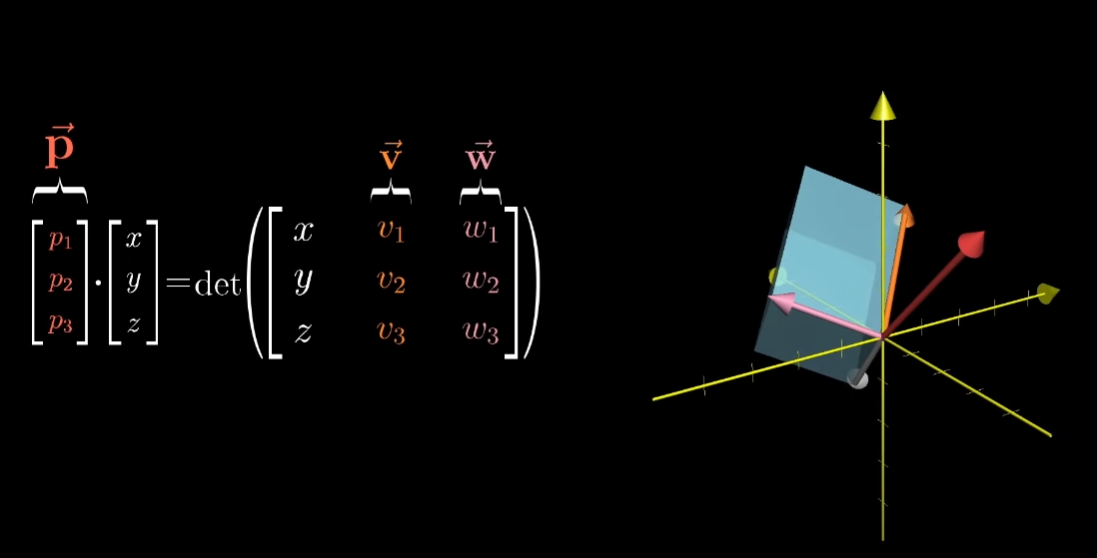 p⃗ v⃗ w⃗
[p₁ p₂ p₃] · [x y z] = det([x v₁ w₁
y v₂ w₂
z v₃ w₃])